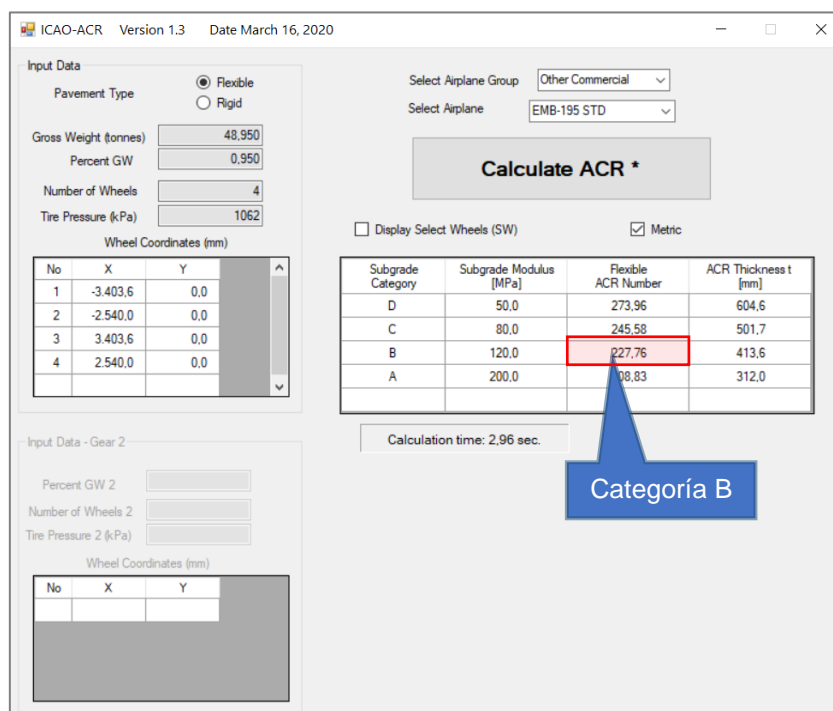 ICAO-ACR Version 1.3 Date March 16, 2020
Input Data
Pavement Type
Flexible
Rigid
Gross Weight (tonnes) 48,950
Percent GW 0,950
Number of Wheels 4
Tire Pressure (kPa) 1062
Wheel Coordinates (mm)
No X Y
1 -3.403,6 0,0
2 -2.540,0 0,0
3 3.403,6 0,0
4 2.540,0 0,0
Select Airplane Group Other Commercial
Select Airplane EMB-195 STD
Calculate ACR *
Display Select Wheels (SW) Metric
Subgrade Category Subgrade Modulus [MPa] Flexible ACR Number ACR Thickness t [mm]
D 50,0 273,96 604,6
C 80,0 245,58 501,7
B 120,0 227,76 413,6
A 200,0 08,83 312,0
Calculation time: 2,96 sec.
Categoría B
Input Data - Gear 2
Percent GW 2
Number of Wheels 2
Tire Pressure 2 (kPa)
Wheel Coordinates (mm)
No X Y